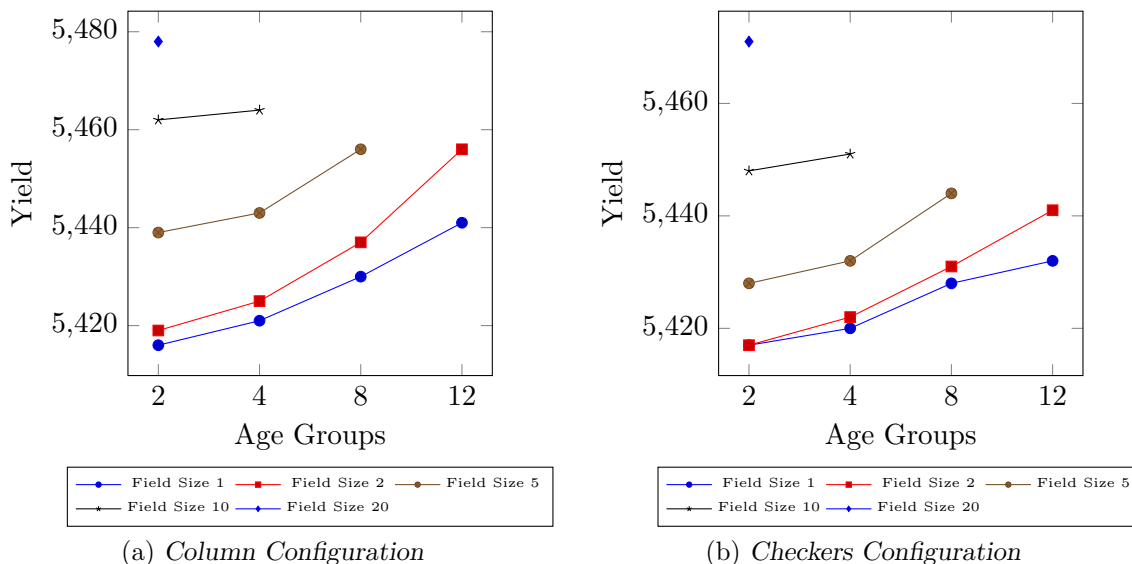 5,480
5,460
5,440
5,420
Yield
2 4 8 12
Age Groups
Field Size 1 Field Size 2 Field Size 5
Field Size 10 Field Size 20
(a) Column Configuration
5,460
5,440
5,420
Yield
2 4 8 12
Age Groups
Field Size 1 Field Size 2 Field Size 5
Field Size 10 Field Size 20
(b) Checkers Configuration